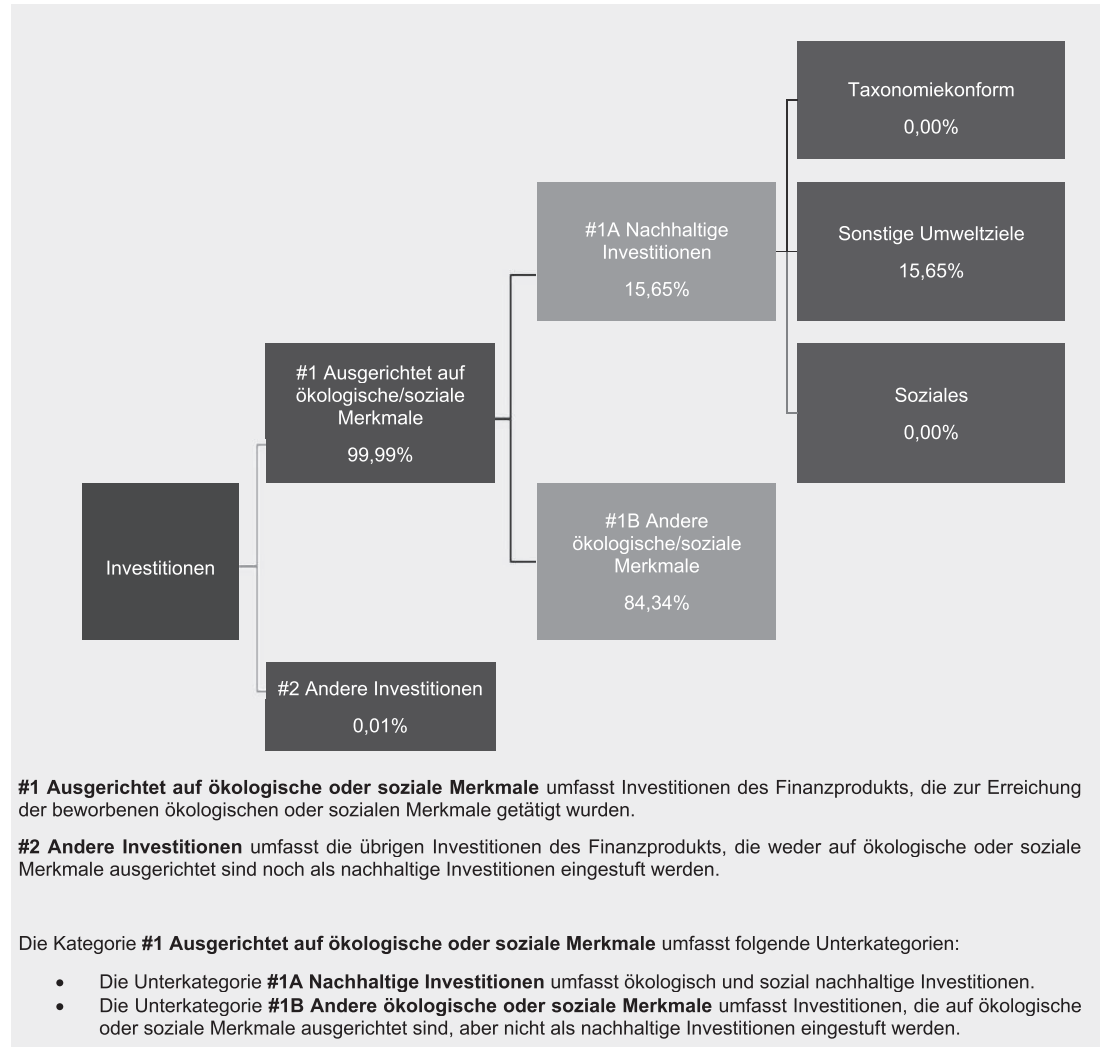 Taxonomiekonform
0,00%
#1A Nachhaltige
Investitionen
15,65%
Sonstige Umweltziele
15,65%
#1 Ausgerichtet auf
ökologische/soziale
Merkmale
99,99%
Soziales
0,00%
Investitionen
#1B Andere
ökologische/soziale
Merkmale
84,34%
#2 Andere Investitionen
0,01%
#1 Ausgerichtet auf ökologische oder soziale Merkmale umfasst Investitionen des Finanzprodukts, die zur Erreichung
der beworbenen ökologischen oder sozialen Merkmale getätigt wurden.
#2 Andere Investitionen umfasst die übrigen Investitionen des Finanzprodukts, die weder auf ökologische oder soziale
Merkmale ausgerichtet sind noch als nachhaltige Investitionen eingestuft werden.
Die Kategorie #1 Ausgerichtet auf ökologische oder soziale Merkmale umfasst folgende Unterkategorien:
• Die Unterkategorie #1A Nachhaltige Investitionen umfasst ökologisch und sozial nachhaltige Investitionen.
• Die Unterkategorie #1B Andere ökologische oder soziale Merkmale umfasst Investitionen, die auf ökologische
oder soziale Merkmale ausgerichtet sind, aber nicht als nachhaltige Investitionen eingestuft werden.